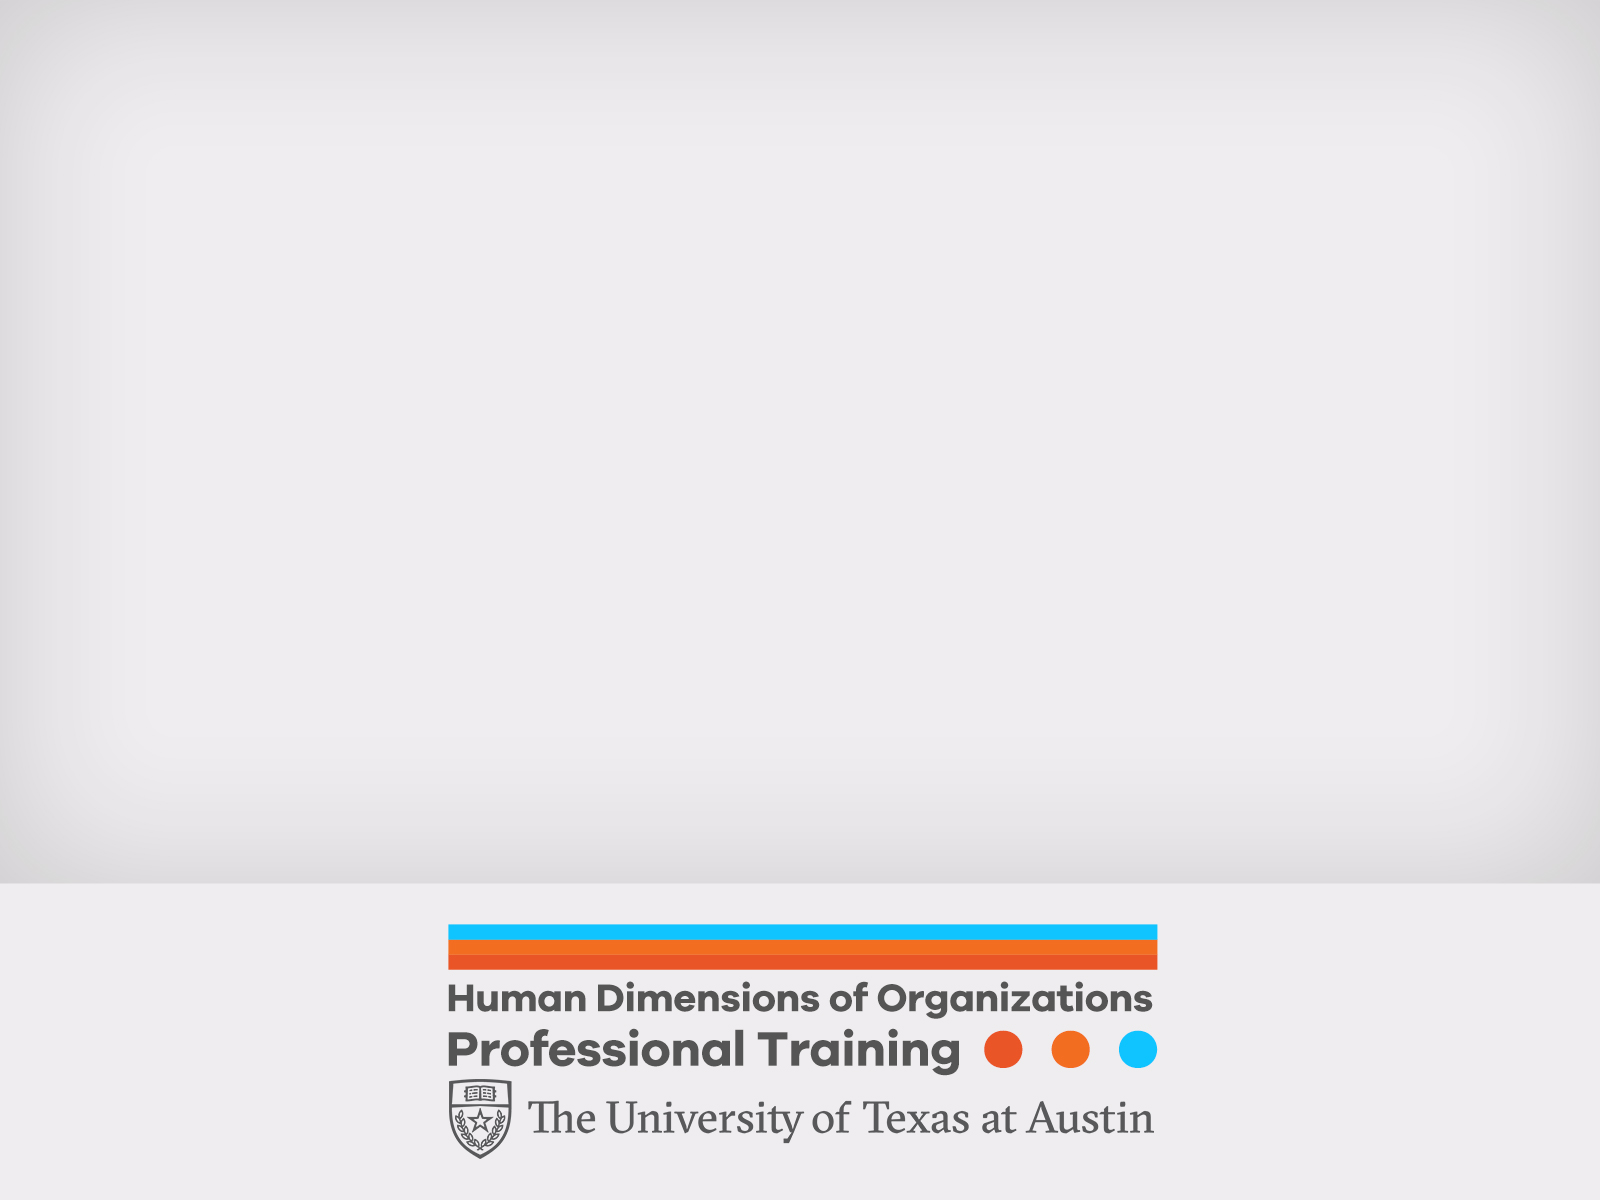 Human Dimensions of Organizations
Professional Training
The University of Texas at Austin